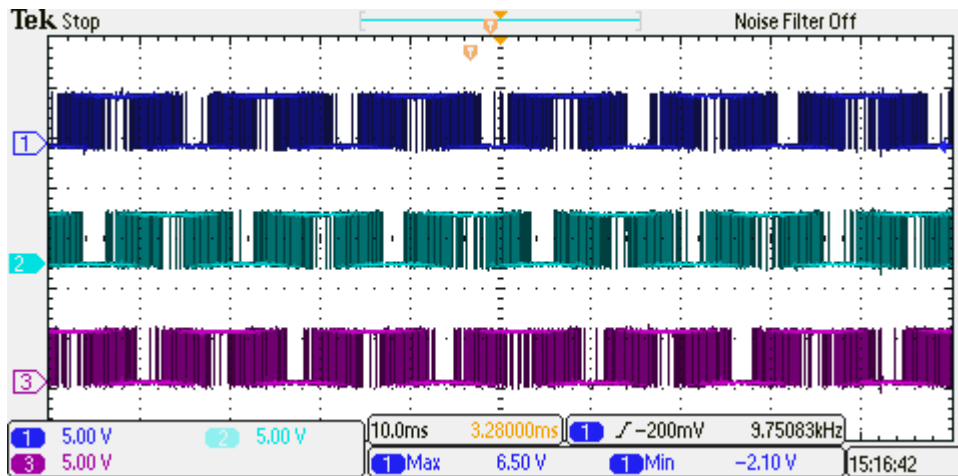 Tek Stop Noise Filter Off
T
T
1
2
3
1 5.00 V 2 5.00 V 10.0ms 3.28000ms 1 ∫ −200mV 9.75083kHz
3 5.00 V 1 Max 6.50 V 1 Min −2.10 V 15:16:42